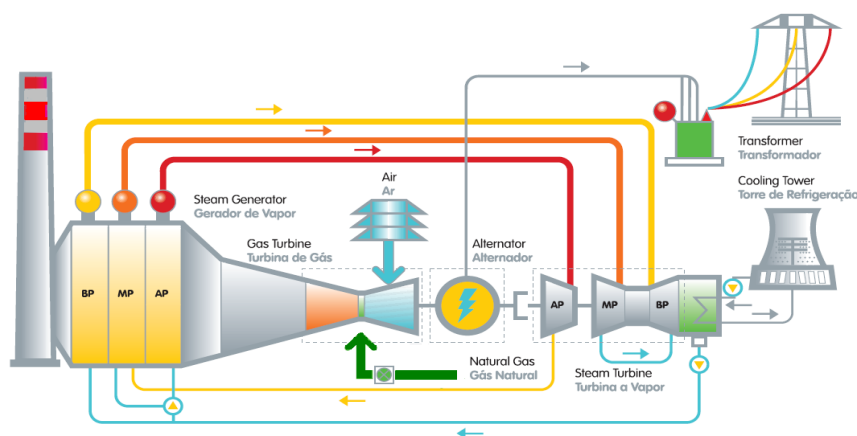 Transformer
Transformador
Cooling Tower
Torre de Refrigeração
Air
Ar
Steam Generator
Gerador de Vapor
Gas Turbine
Turbina de Gás
Alternator
Alternador
BP
MP
AP
AP
MP
BP
Natural Gas
Gás Natural
Steam Turbine
Turbina a Vapor